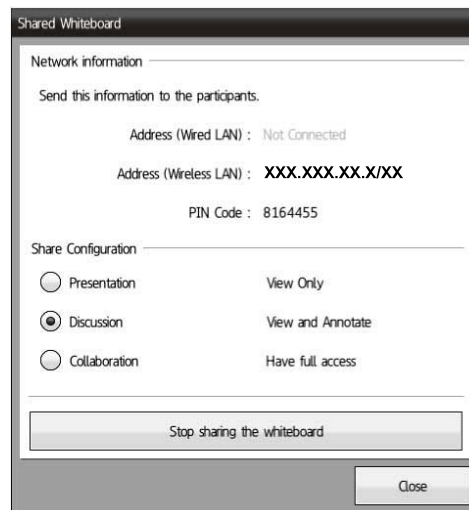 Shared Whiteboard
Network information
Send this information to the participants.
Address (Wired LAN) : Not Connected
Address (Wireless LAN) : XXX.XXX.XX.X/XX
PIN Code : 8164455
Share Configuration
Presentation View Only
Discussion View and Annotate
Collaboration Have full access
Stop sharing the whiteboard
Close